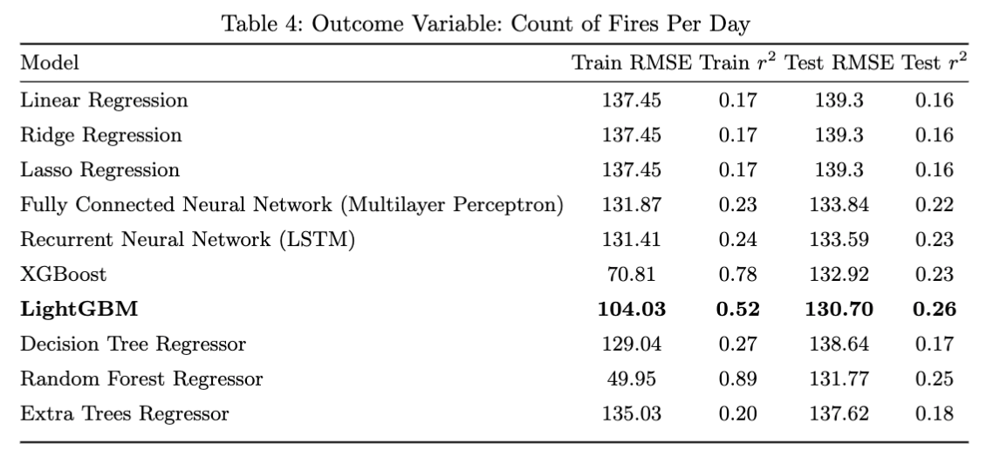 Table 4: Outcome Variable: Count of Fires Per Day
Model Train RMSE Train r² Test RMSE Test r²
Linear Regression 137.45 0.17 139.3 0.16
Ridge Regression 137.45 0.17 139.3 0.16
Lasso Regression 137.45 0.17 139.3 0.16
Fully Connected Neural Network (Multilayer Perceptron) 131.87 0.23 133.84 0.22
Recurrent Neural Network (LSTM) 131.41 0.24 133.59 0.23
XGBoost 70.81 0.78 132.92 0.23
LightGBM 104.03 0.52 130.70 0.26
Decision Tree Regressor 129.04 0.27 138.64 0.17
Random Forest Regressor 49.95 0.89 131.77 0.25
Extra Trees Regressor 135.03 0.20 137.62 0.18